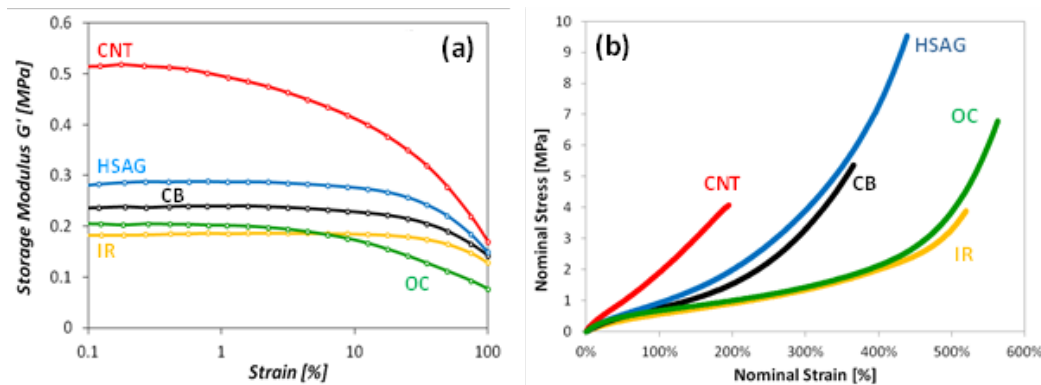 (a)
Storage Modulus G' [MPa]
0.6
0.5
0.4
0.3
0.2
0.1
0
CNT
HSAG
CB
IR
OC
0.1
1
10
100
Strain [%]
(b)
Nominal Stress [MPa]
10
9
8
7
6
5
4
3
2
1
0
HSAG
OC
CNT
CB
IR
0%
100%
200%
300%
400%
500%
600%
Nominal Strain [%]